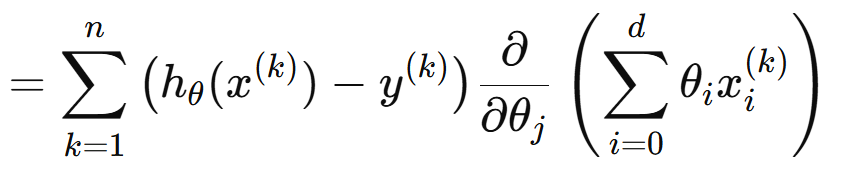 $= \sum_{k=1}^{n} \left( h_\theta(x^{(k)}) - y^{(k)} \right) \frac{\partial}{\partial \theta_j} \left( \sum_{i=0}^{d} \theta_i x_i^{(k)} \right)$